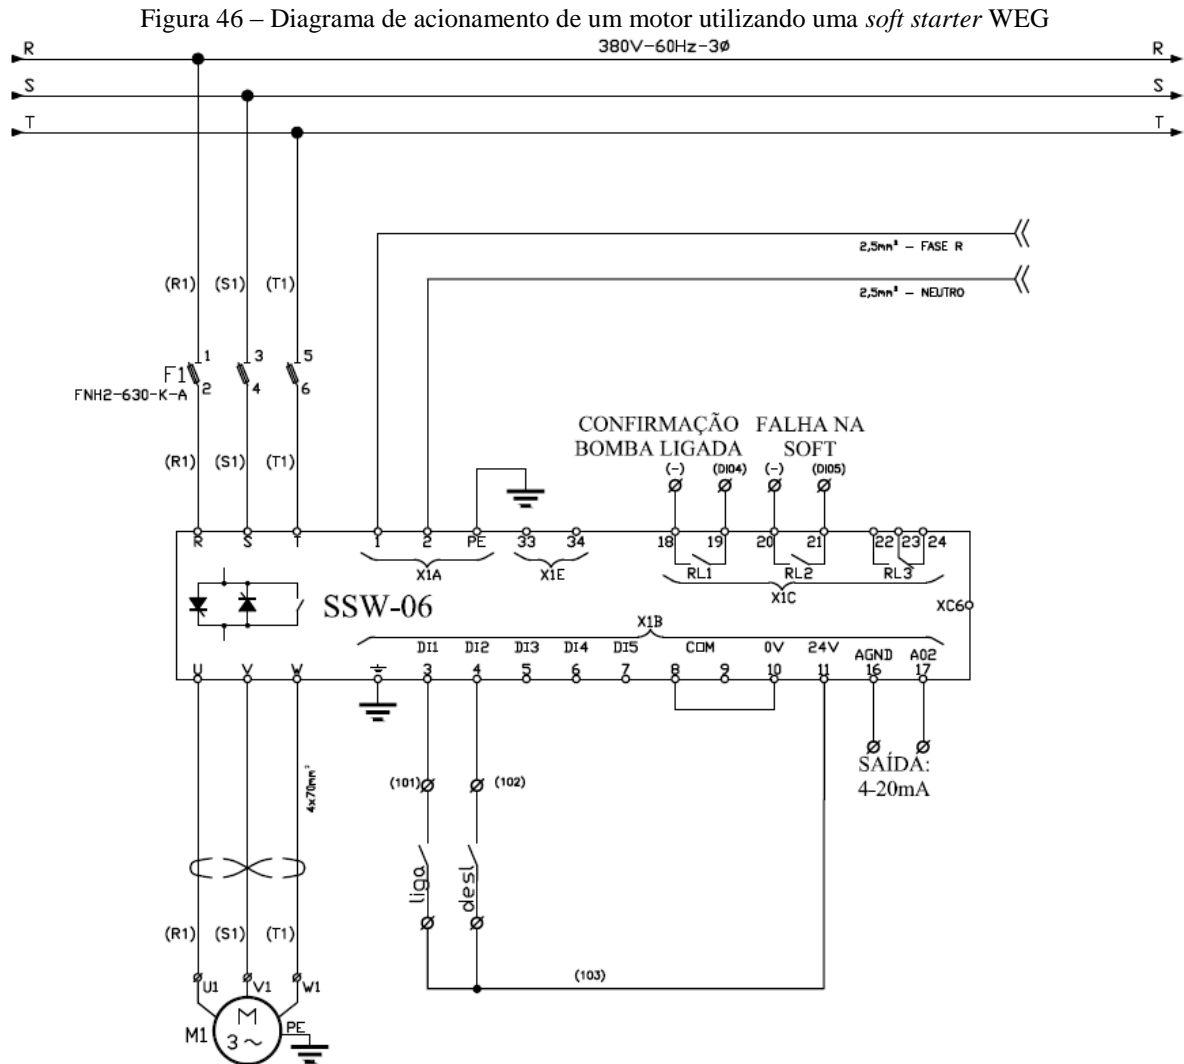 Figura 46 – Diagrama de acionamento de um motor utilizando uma soft starter WEG
380V-60Hz-3ø
R R
S S
T T
2,5mm² - FASE R
2,5mm² - NEUTRO
(R1) (S1) (T1)
1 3 5
F1
FNH2-630-K-A
2 4 6
CONFIRMAÇÃO FALHA NA
BOMBA LIGADA SOFT
(R1) (S1) (T1)
(-) (DI04) (-) (DI05)
R S T 1 2 PE 33 34 18 19 20 21 22 23 24
X1A X1E RL1 RL2 RL3
X1C
SSW-06
XC6
X1B
DI1 DI2 DI3 DI4 DI5 COM 0V 24V AGND AO2
U V W 3 4 5 6 7 8 9 10 11 16 17
4x70mm²
(101) (102)
SAÍDA:
4-20mA
liga desl
(R1) (S1) (T1)
(103)
U1 V1 W1
M1
M
3 ~
PE